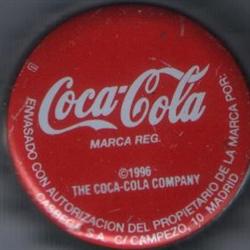 Coca-Cola
MARCA REG.
©1996
THE COCA-COLA COMPANY
ENVASADO CON AUTORIZACION DEL PROPIETARIO DE LA MARCA POR:
CASBEGA S.A. C/ CAMPEZO, 10 MADRID